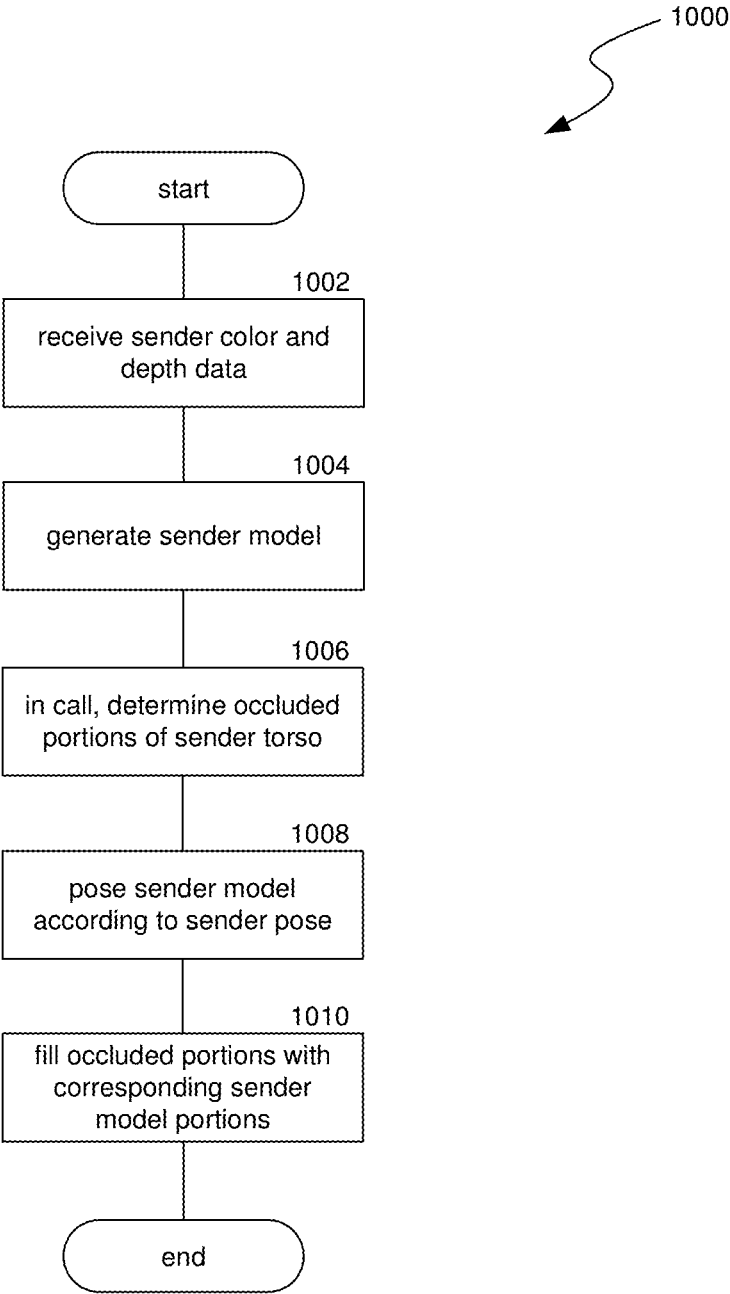 1000
start
1002
receive sender color and
depth data
1004
generate sender model
1006
in call, determine occluded
portions of sender torso
1008
pose sender model
according to sender pose
1010
fill occluded portions with
corresponding sender
model portions
end